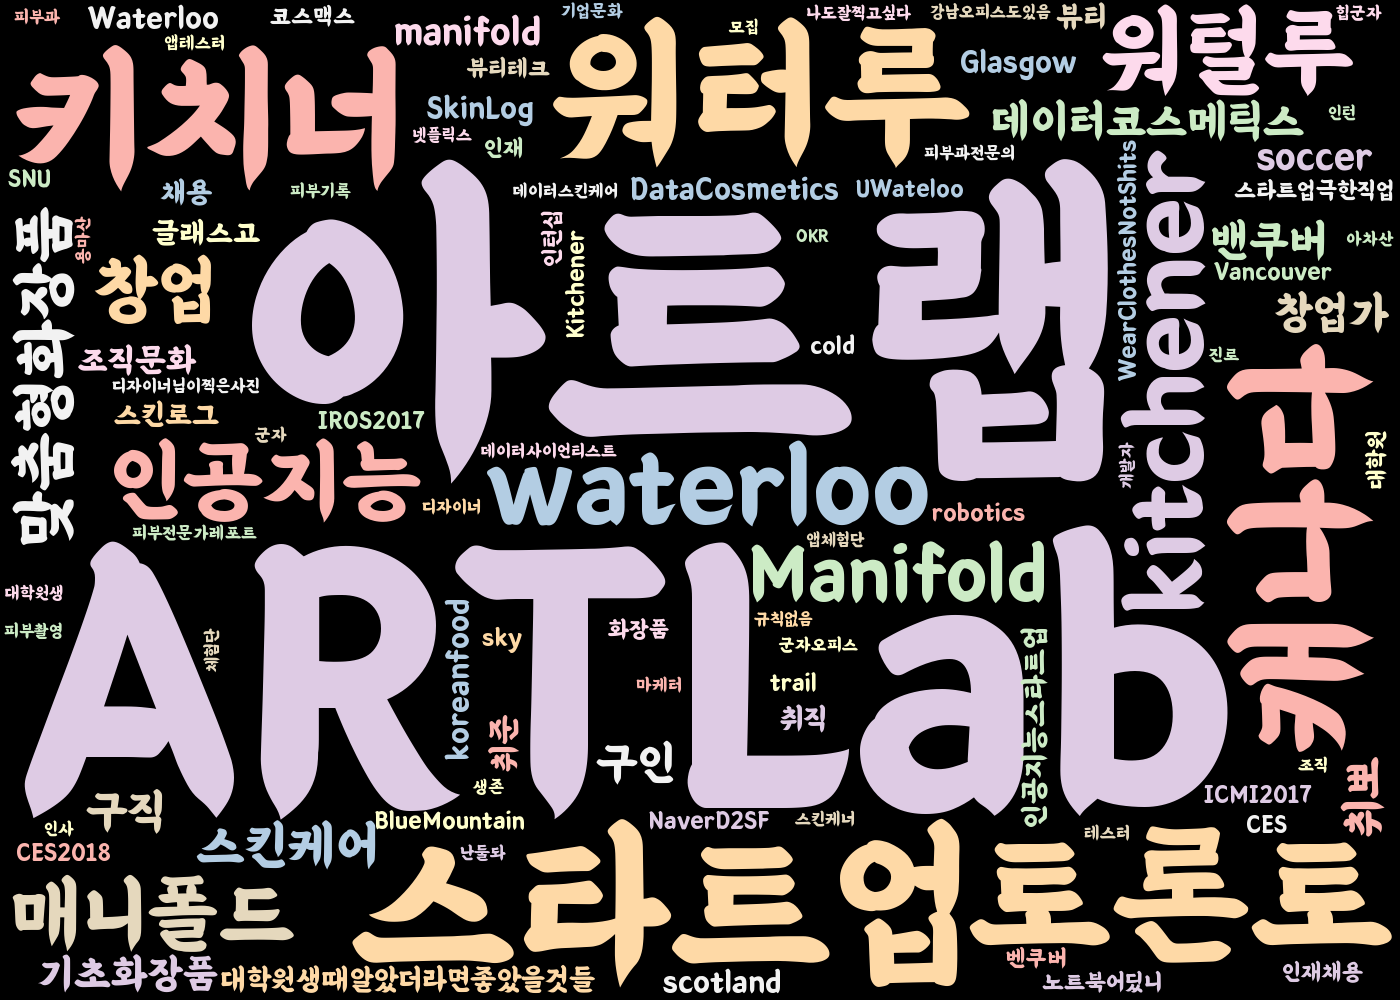 피부과
Waterloo
코스맥스
앱테스터
manifold
기업문화
모집
나도잘찍고싶다
강남오피스도있음
뷰티
힙군자
키치너
뷰티테크
워터루
Glasgow
워털루
SkinLog
넷플릭스
인재
데이터코스메틱스
인턴
피부과전문의
soccer
SNU
채용
피부기록
데이터스킨케어
DataCosmetics
UWateloo
스타트업극한직업
WearClothesNotShits
kitchener
맞춤형화장품
용마산
글래스고
창업
아트랩
인턴십
Kitchener
OKR
cold
밴쿠버
아차산
Vancouver
창업가
진로
조직문화
디자이너님이찍은사진
스킨로그
IROS2017
군자
인공지능
데이터사이언티스트
디자이너
waterloo
robotics
개발자
캐나다
대학원
피부전문가레포트
앱체험단
Manifold
ARTLab
대학원생
피부촬영
체험단
koreanfood
sky
화장품
규칙없음
군자오피스
마케터
trail
취직
취준
구인
인공지능스타트업
생존
조직
취뽀
ICMI2017
CES
구직
인사
CES2018
스킨케어
BlueMountain
난둘돠
NaverD2SF
스킨케너
테스터
매니폴드
스타트업
토론토
기초화장품
대학원생때알았더라면좋았을것들
scotland
벤쿠버
노트북어딨니
인재채용